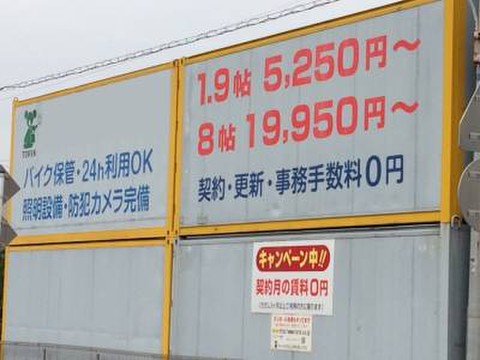 1.9帖 5,250円〜
8帖 19,950円〜
契約・更新・事務手数料0円
バイク保管・24h利用OK
照明設備・防犯カメラ完備
キャンペーン中!!
契約月の賃料0円